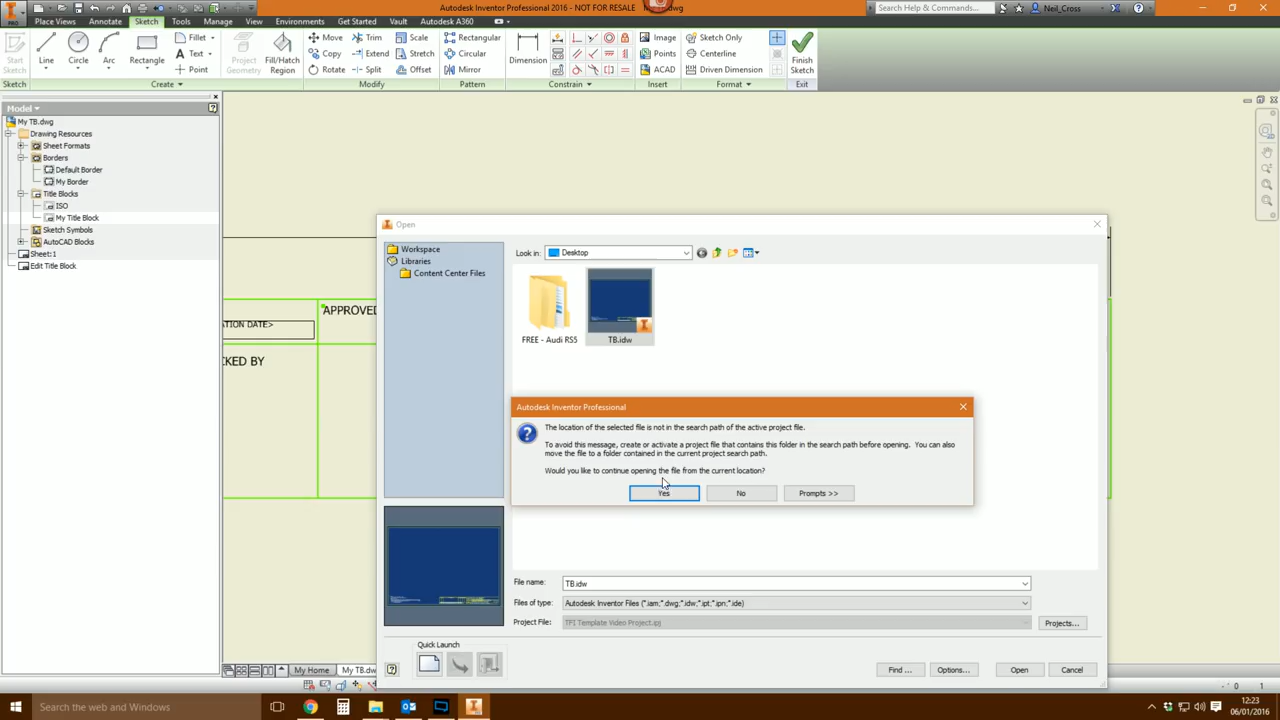 Autodesk Inventor Professional 2016 - NOT FOR RESALE
.dwg
Search Help & Commands...
Neil_Cross
PRO
Place Views
Annotate
Sketch
Tools
Manage
View
Environments
Get Started
Vault
Autodesk A360
Start Sketch
Line
Circle
Arc
Rectangle
Fillet
Text
Point
Project Geometry
Fill/Hatch Region
Move
Copy
Rotate
Trim
Extend
Split
Scale
Stretch
Offset
Rectangular
Circular
Mirror
Dimension
Image
Points
ACAD
Sketch Only
Centerline
Driven Dimension
Finish Sketch
Sketch
Create
Modify
Pattern
Constrain
Insert
Format
Exit
Model
My TB.dwg
Drawing Resources
Sheet Formats
Borders
Default Border
My Border
Title Blocks
ISO
My Title Block
Sketch Symbols
AutoCAD Blocks
Sheet:1
Edit Title Block
ATION DATE>
APPROVED
KED BY
Open
Workspace
Libraries
Content Center Files
Look in:
Desktop
FREE - Audi RS5
TB.idw
Autodesk Inventor Professional
The location of the selected file is not in the search path of the active project file.
To avoid this message, create or activate a project file that contains this folder in the search path before opening. You can also
move the file to a folder contained in the current project search path.
Would you like to continue opening the file from the current location?
Yes
No
Prompts >>
File name:
TB.idw
Files of type:
Autodesk Inventor Files (*.iam;*.dwg;*.idw;*.ipt;*.ipn;*.ide)
Project File:
TFI Template Video Project.ipj
Projects...
Quick Launch
Find ...
Options...
Open
Cancel
My Home
My TB.dw
0
1
Search the web and Windows
12:23
06/01/2016